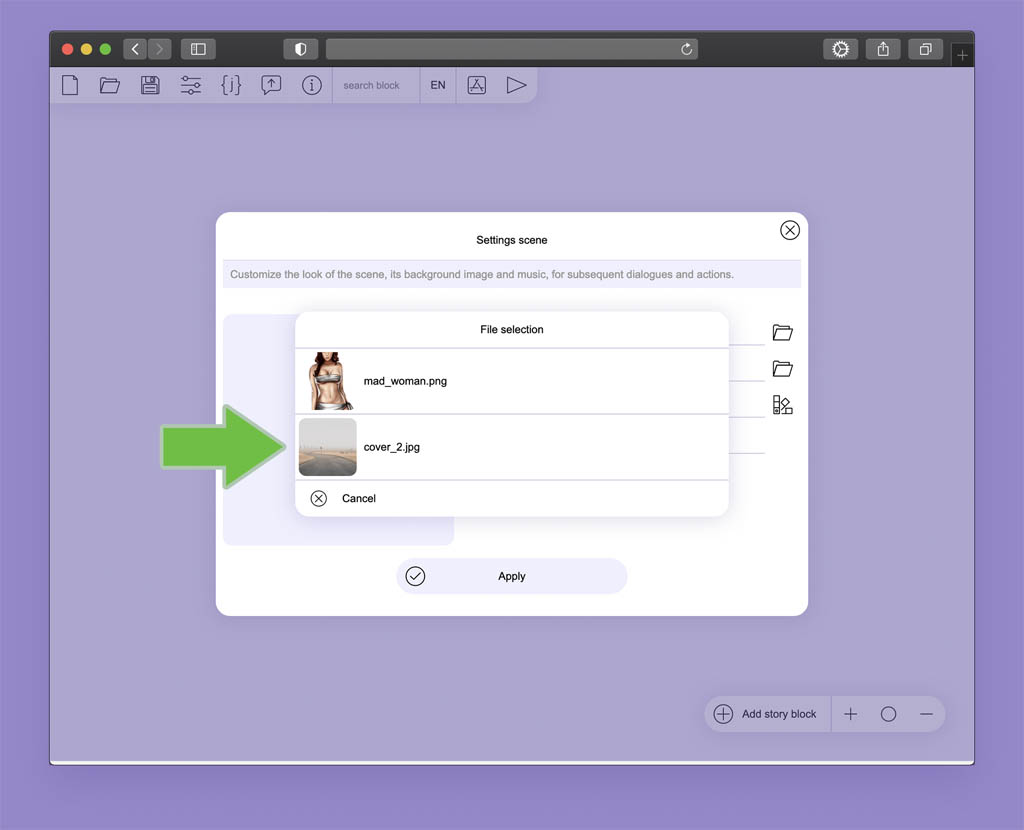 search block
EN
Settings scene
Customize the look of the scene, its background image and music, for subsequent dialogues and actions.
File selection
mad_woman.png
cover_2.jpg
Cancel
Apply
Add story block